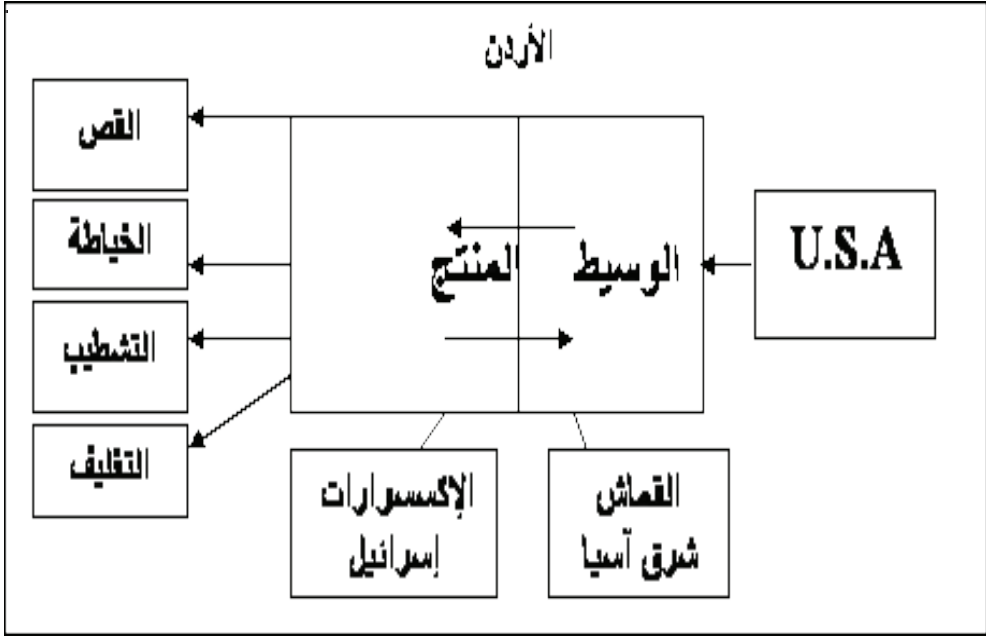 الأردن
القص
الخياطة
التشطيب
التغليف
المنتج
الوسيط
U.S.A
الإكسسوارات
إسرائيل
القماش
شرق آسيا